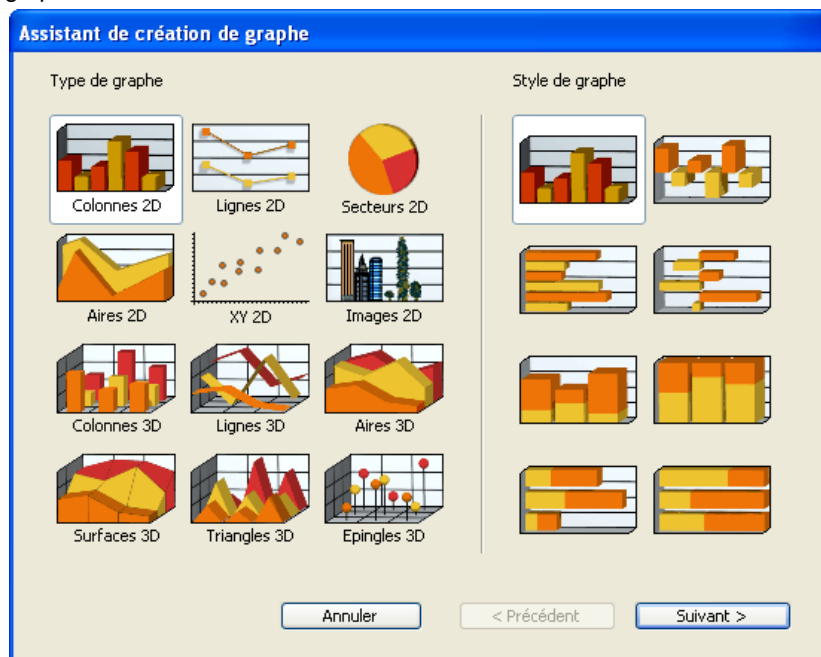 Assistant de création de graphe
Type de graphe
Style de graphe
Colonnes 2D
Lignes 2D
Secteurs 2D
Aires 2D
XY 2D
Images 2D
Colonnes 3D
Lignes 3D
Aires 3D
Surfaces 3D
Triangles 3D
Epingles 3D
Annuler
< Précédent
Suivant >